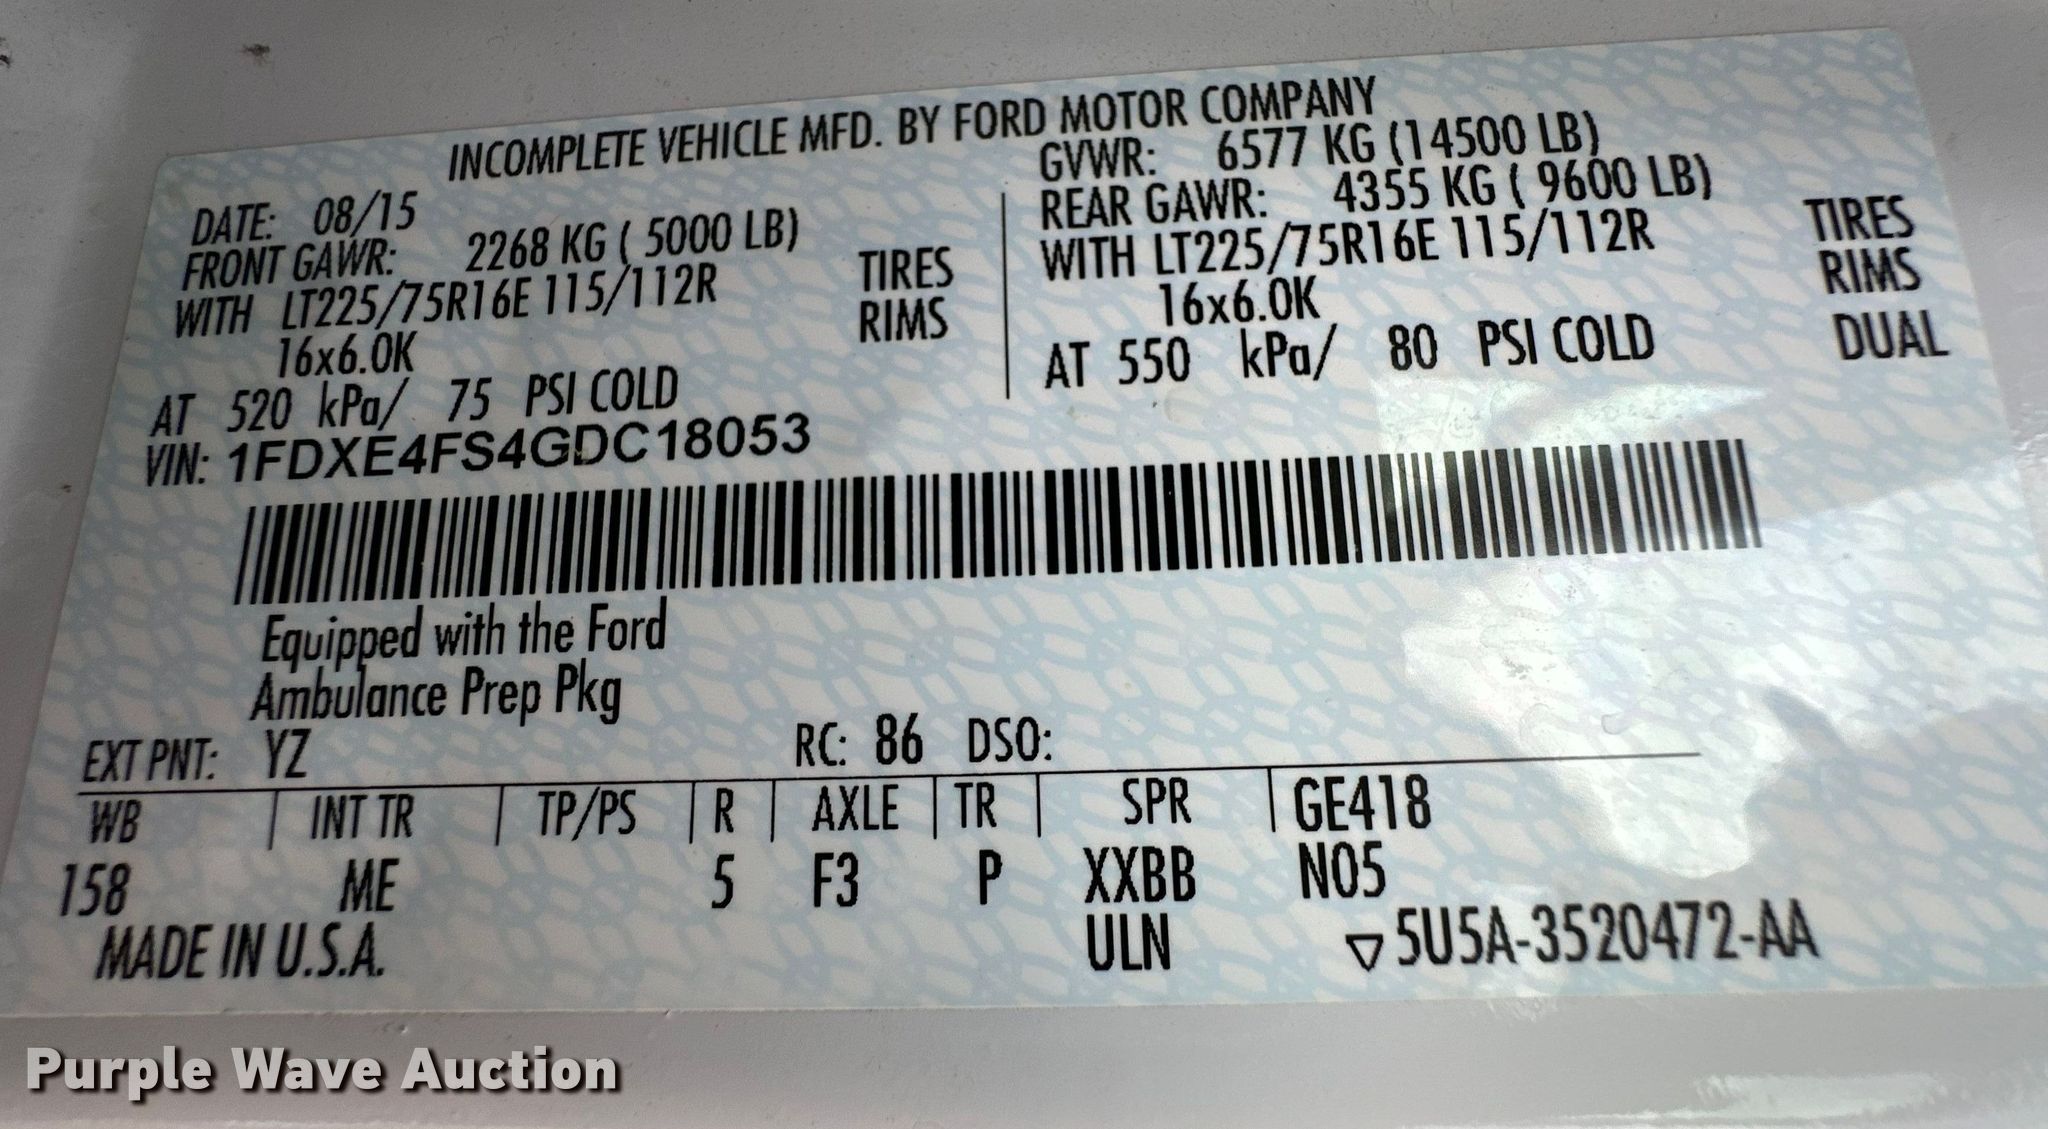 INCOMPLETE VEHICLE MFD. BY FORD MOTOR COMPANY
DATE: 08/15
FRONT GAWR: 2268 KG ( 5000 LB)
WITH LT225/75R16E 115/112R TIRES
16x6.0K RIMS
AT 520 kPa/ 75 PSI COLD
GVWR: 6577 KG (14500 LB)
REAR GAWR: 4355 KG ( 9600 LB)
WITH LT225/75R16E 115/112R TIRES
16x6.0K RIMS
AT 550 kPa/ 80 PSI COLD DUAL
VIN: 1FDXE4FS4GDC18053
Equipped with the Ford
Ambulance Prep Pkg
EXT PNT: YZ RC: 86 DSO:
WB INT TR TP/PS R AXLE TR SPR GE418
158 ME 5 F3 P XXBB N05
MADE IN U.S.A. ULN ▽5U5A-3520472-AA
Purple Wave Auction